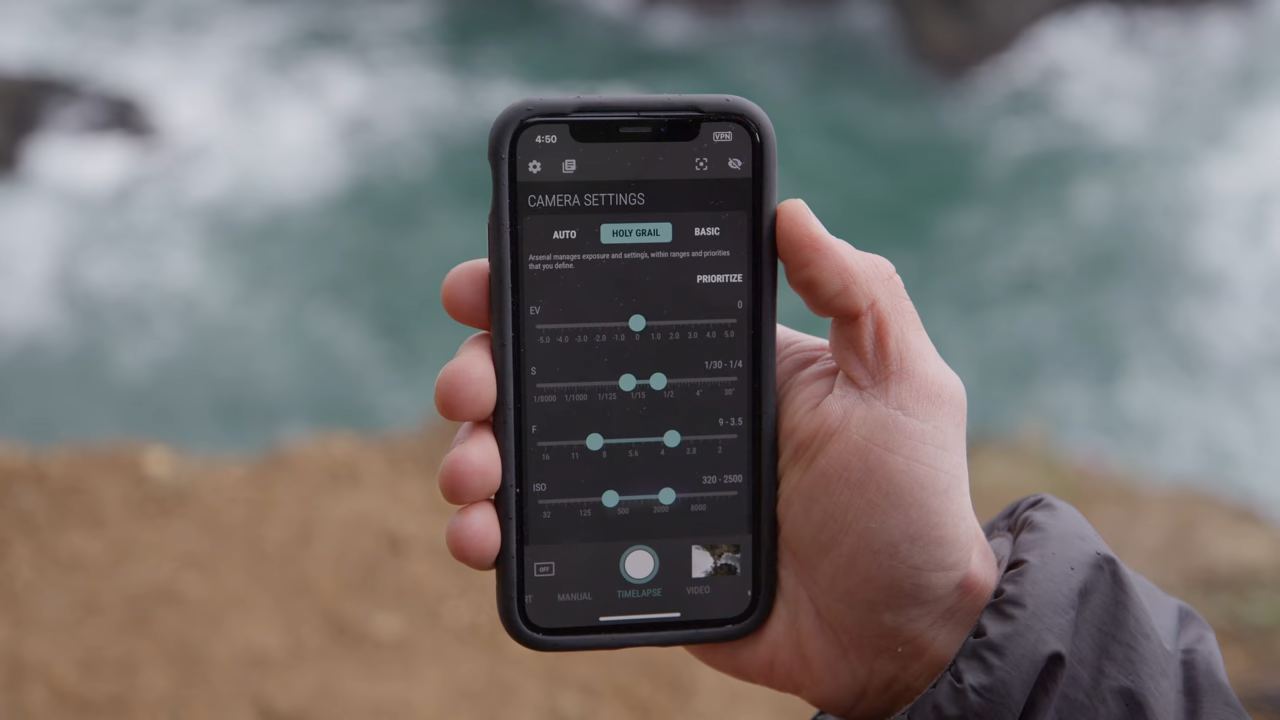 4:50 VPN
CAMERA SETTINGS
AUTO HOLY GRAIL BASIC
Arsenal manages exposure and settings, within ranges and priorities
that you define.
PRIORITIZE
EV 0
-5.0 -4.0 -3.0 -2.0 -1.0 0 1.0 2.0 3.0 4.0 5.0
S 1/30 - 1/4
1/8000 1/1000 1/125 1/15 1/2 4" 30"
F 9 - 3.5
16 11 8 5.6 4 2.8 2
ISO 320 - 2500
32 125 500 2000 8000
OFF
MANUAL TIMELAPSE VIDEO